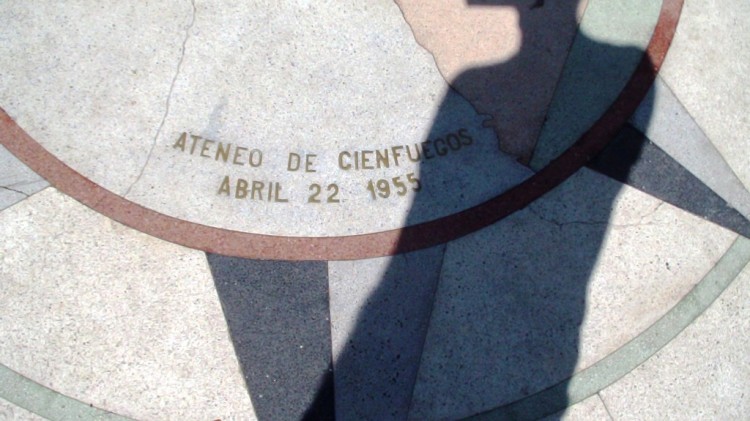 ATENEO DE CIENFUEGOS
ABRIL 22 1955